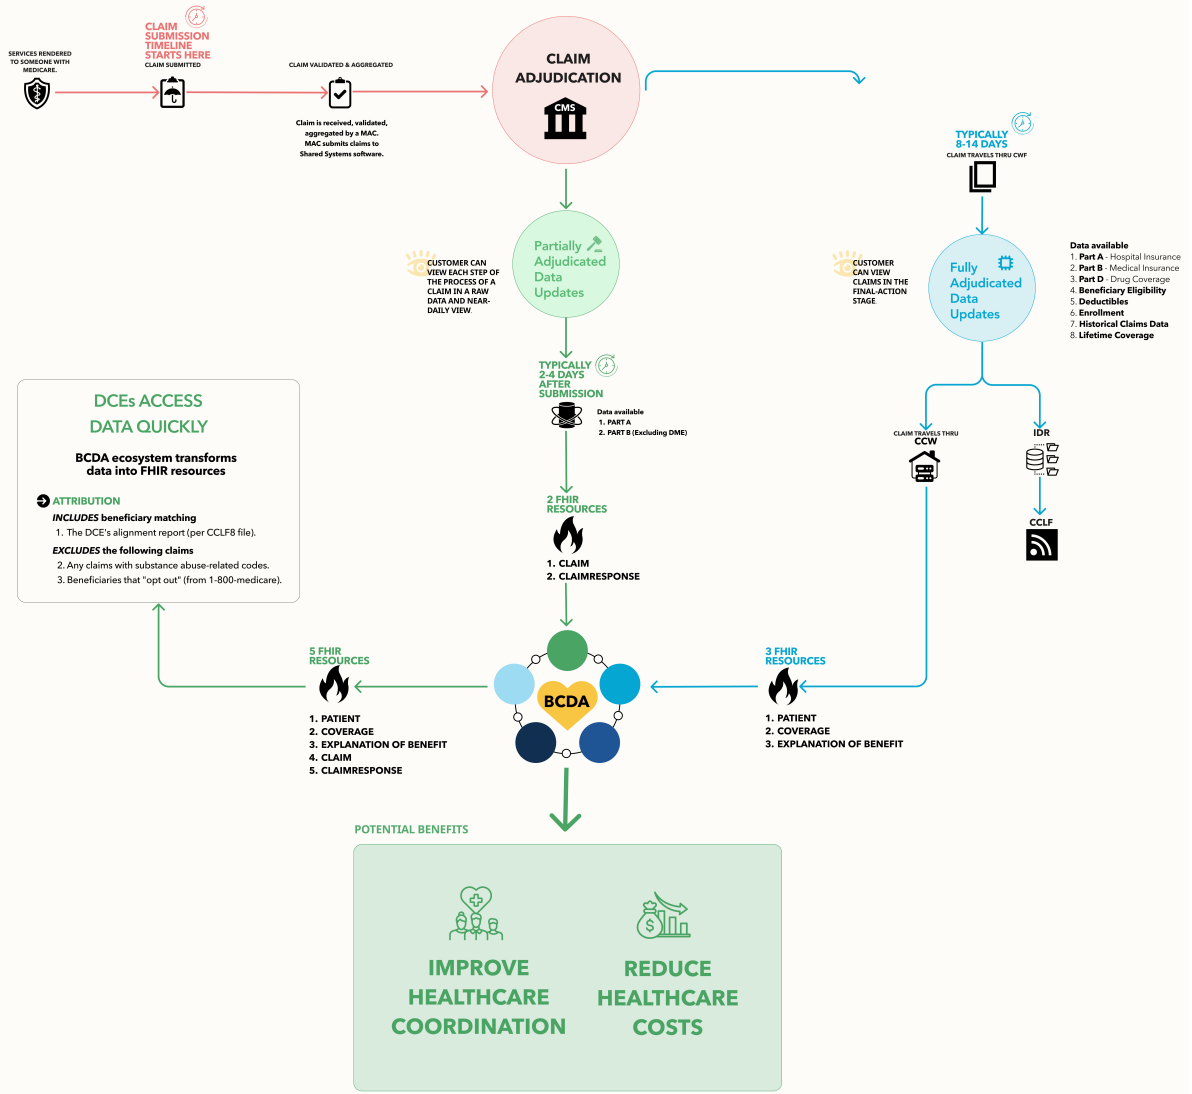 SERVICES RENDERED
TO SOMEONE WITH
MEDICARE.
CLAIM
SUBMISSION
TIMELINE
STARTS HERE
CLAIM SUBMITTED
CLAIM VALIDATED & AGGREGATED
Claim is received, validated,
aggregated by a MAC.
MAC submits claims to
Shared Systems software.
CLAIM
ADJUDICATION
CMS
TYPICALLY
8-14 DAYS
CLAIM TRAVELS THRU CWF
Partially
Adjudicated
Data
Updates
CUSTOMER CAN
VIEW EACH STEP OF
THE PROCESS OF A
CLAIM IN A RAW
DATA AND NEAR-
DAILY VIEW.
CUSTOMER
CAN VIEW
CLAIMS IN THE
FINAL-ACTION
STAGE.
Fully
Adjudicated
Data
Updates
Data available
1. Part A - Hospital Insurance
2. Part B - Medical Insurance
3. Part D - Drug Coverage
4. Beneficiary Eligibility
5. Deductibles
6. Enrollment
7. Historical Claims Data
8. Lifetime Coverage
TYPICALLY
2-4 DAYS
AFTER
SUBMISSION
Data available
1. PART A
2. PART B (Excluding DME)
CLAIM TRAVELS THRU
CCW
IDR
CCLF
DCEs ACCESS
DATA QUICKLY
BCDA ecosystem transforms
data into FHIR resources
ATTRIBUTION
INCLUDES beneficiary matching
1. The DCE's alignment report (per CCLF8 file).
EXCLUDES the following claims
2. Any claims with substance abuse-related codes.
3. Beneficiaries that "opt out" (from 1-800-medicare).
2 FHIR
RESOURCES
1. CLAIM
2. CLAIMRESPONSE
5 FHIR
RESOURCES
1. PATIENT
2. COVERAGE
3. EXPLANATION OF BENEFIT
4. CLAIM
5. CLAIMRESPONSE
BCDA
3 FHIR
RESOURCES
1. PATIENT
2. COVERAGE
3. EXPLANATION OF BENEFIT
POTENTIAL BENEFITS
IMPROVE
HEALTHCARE
COORDINATION
REDUCE
HEALTHCARE
COSTS